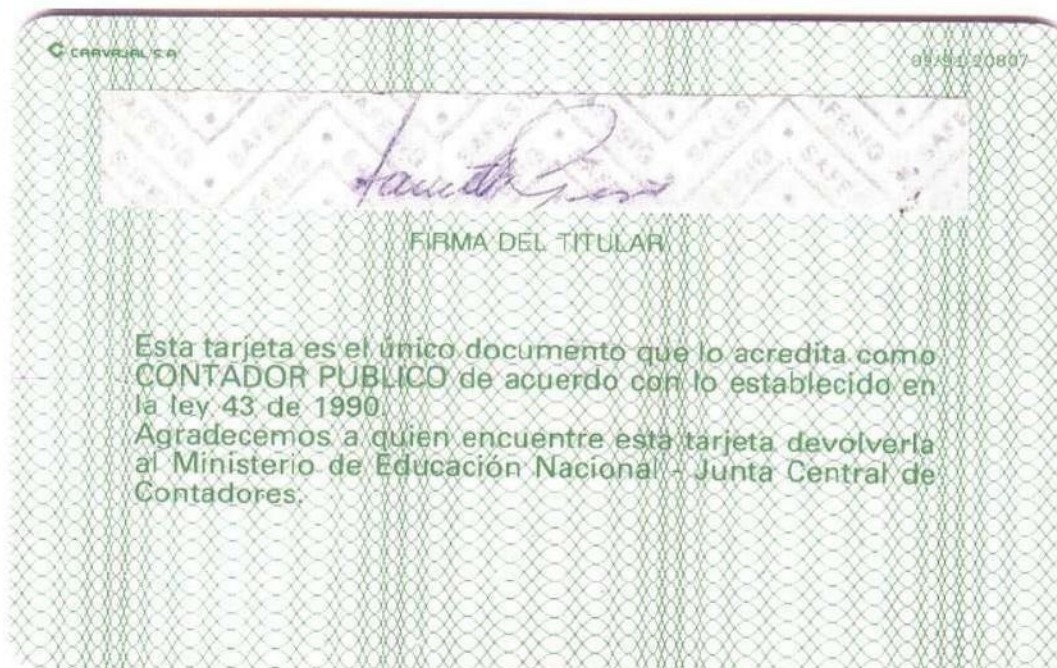 CARVAJAL S.A
09/91 20807
FIRMA DEL TITULAR
Esta tarjeta es el único documento que lo acredita como
CONTADOR PUBLICO de acuerdo con lo establecido en
la ley 43 de 1990.
Agradecemos a quien encuentre esta tarjeta devolverla
al Ministerio de Educación Nacional - Junta Central de
Contadores.